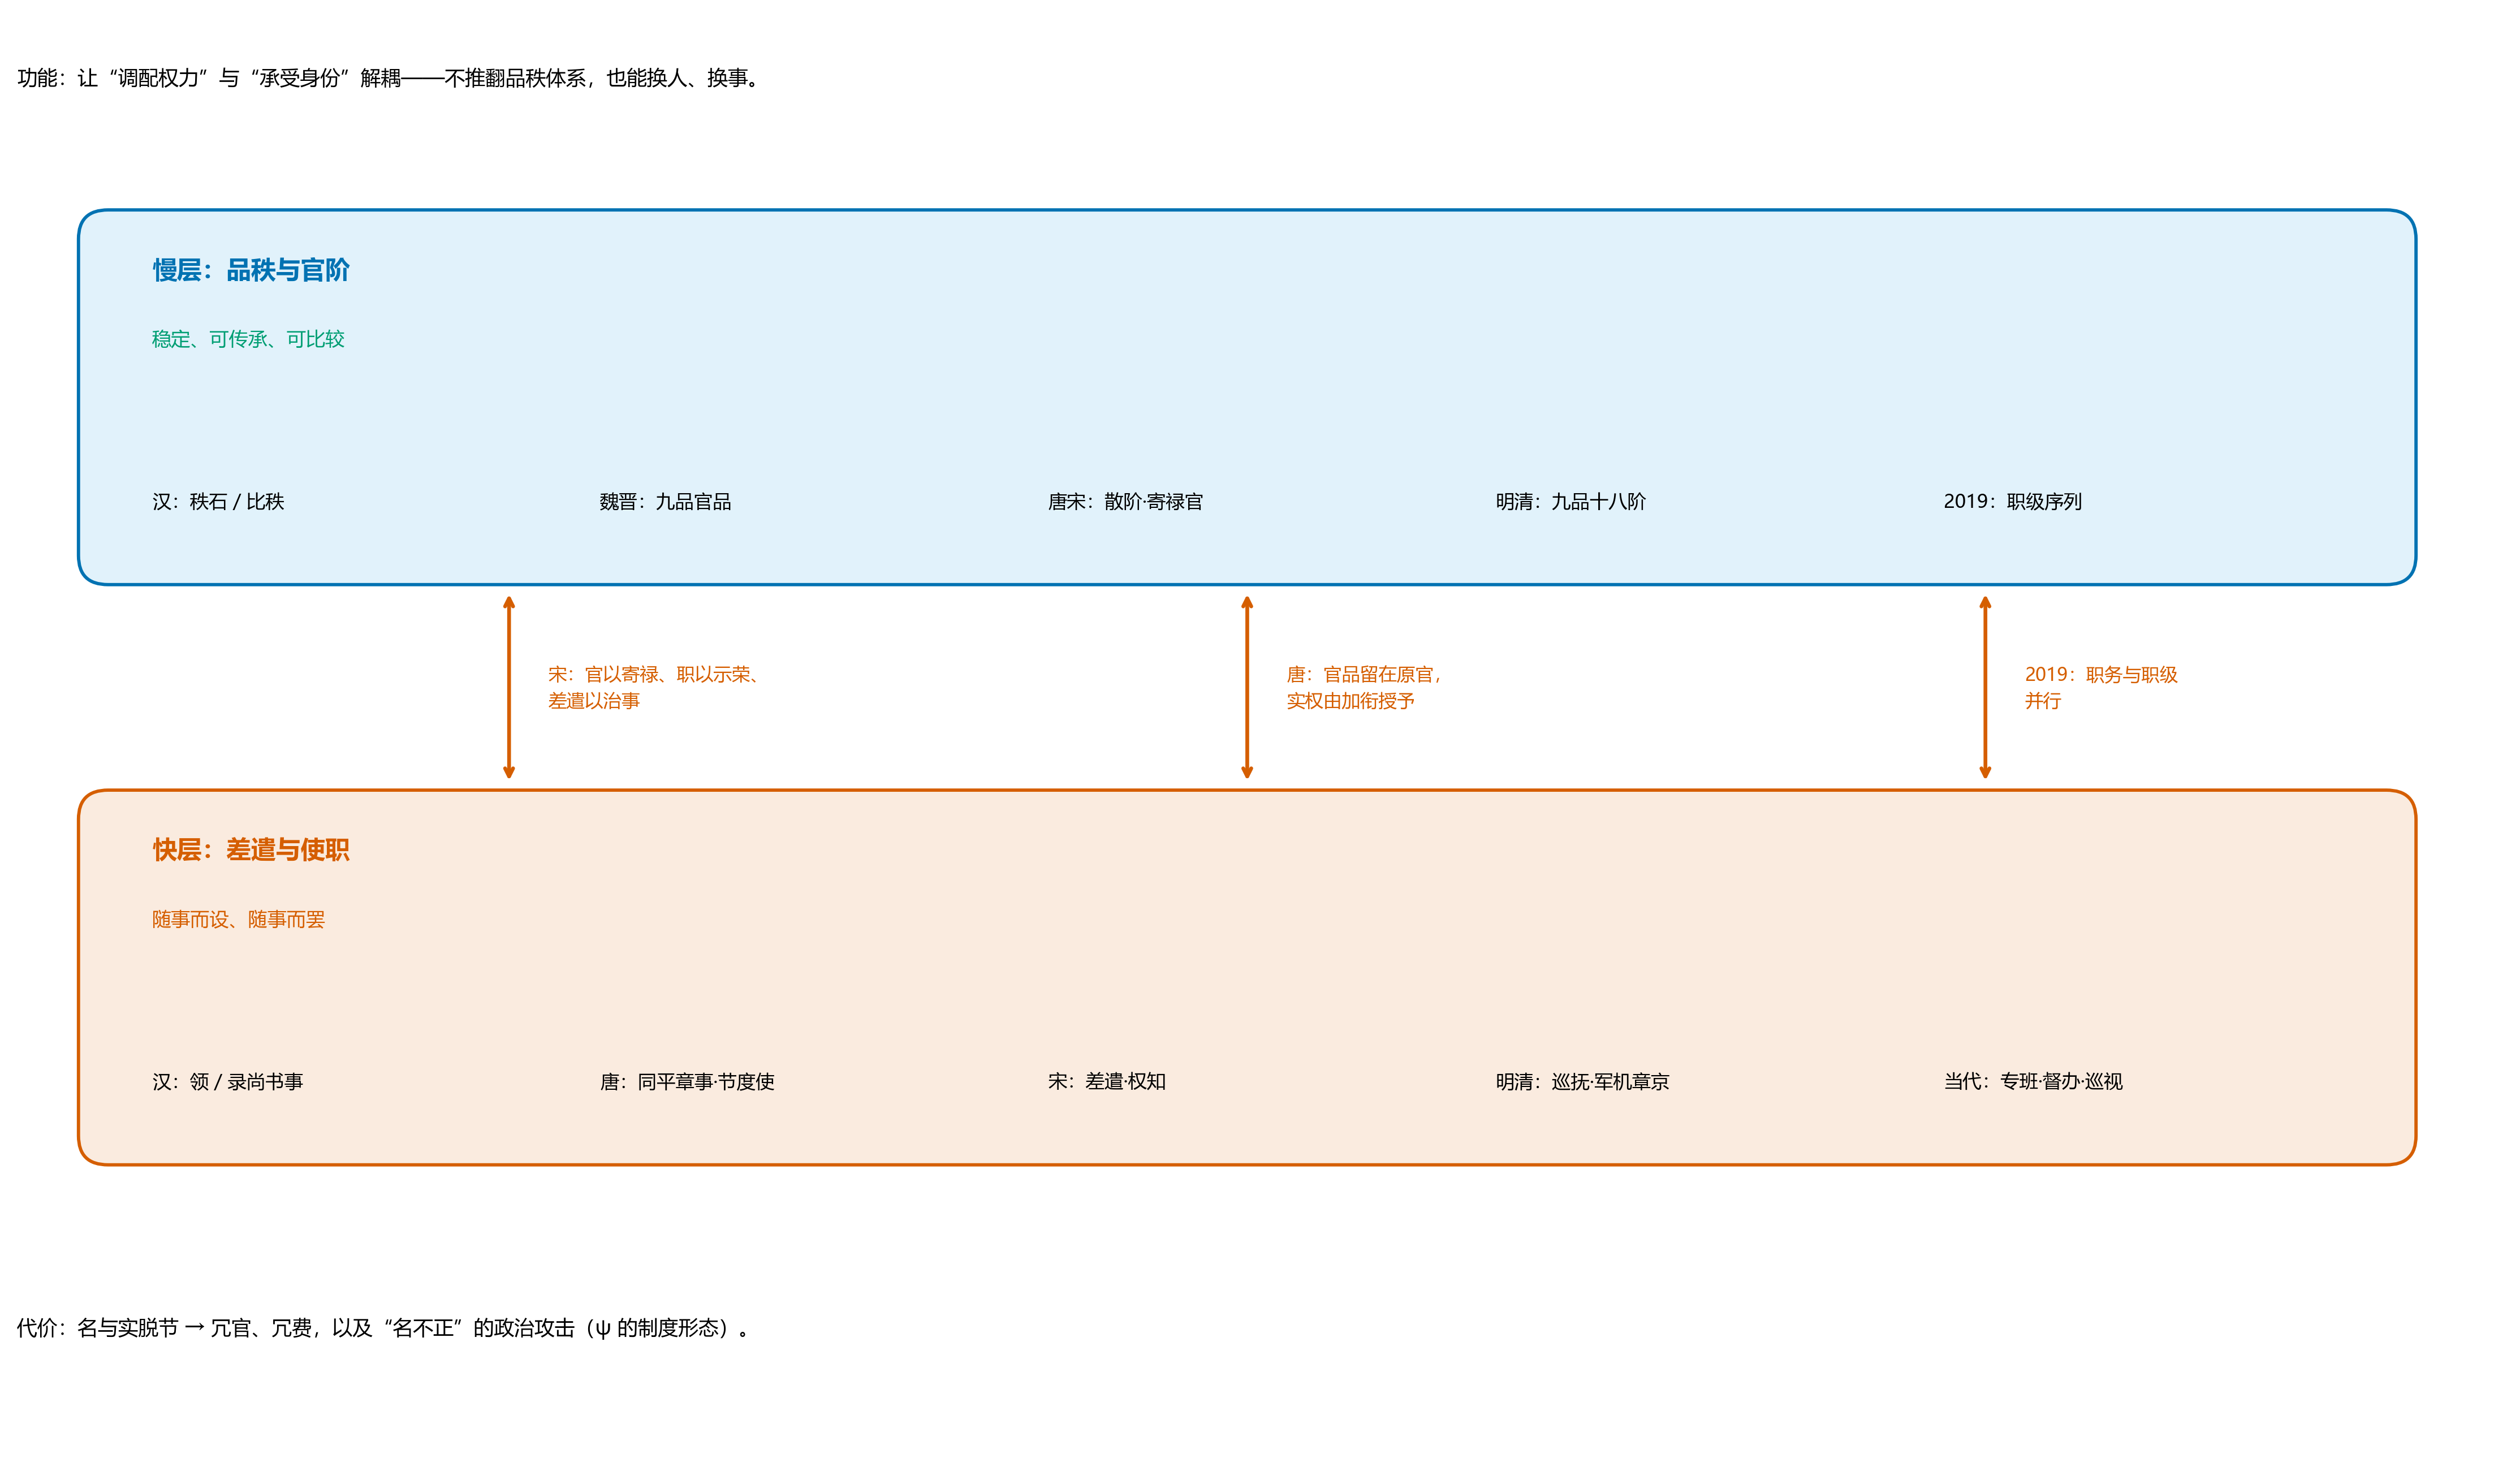 功能：让“调配权力”与“承受身份”解耦——不推翻品秩体系，也能换人、换事。
慢层：品秩与官阶
稳定、可传承、可比较
汉：秩石 / 比秩
魏晋：九品官品
唐宋：散阶·寄禄官
明清：九品十八阶
2019：职级序列
宋：官以寄禄、职以示荣、
差遣以治事
唐：官品留在原官，
实权由加衔授予
2019：职务与职级
并行
快层：差遣与使职
随事而设、随事而罢
汉：领 / 录尚书事
唐：同平章事·节度使
宋：差遣·权知
明清：巡抚·军机章京
当代：专班·督办·巡视
代价：名与实脱节 → 冗官、冗费，以及“名不正”的政治攻击（ψ 的制度形态）。